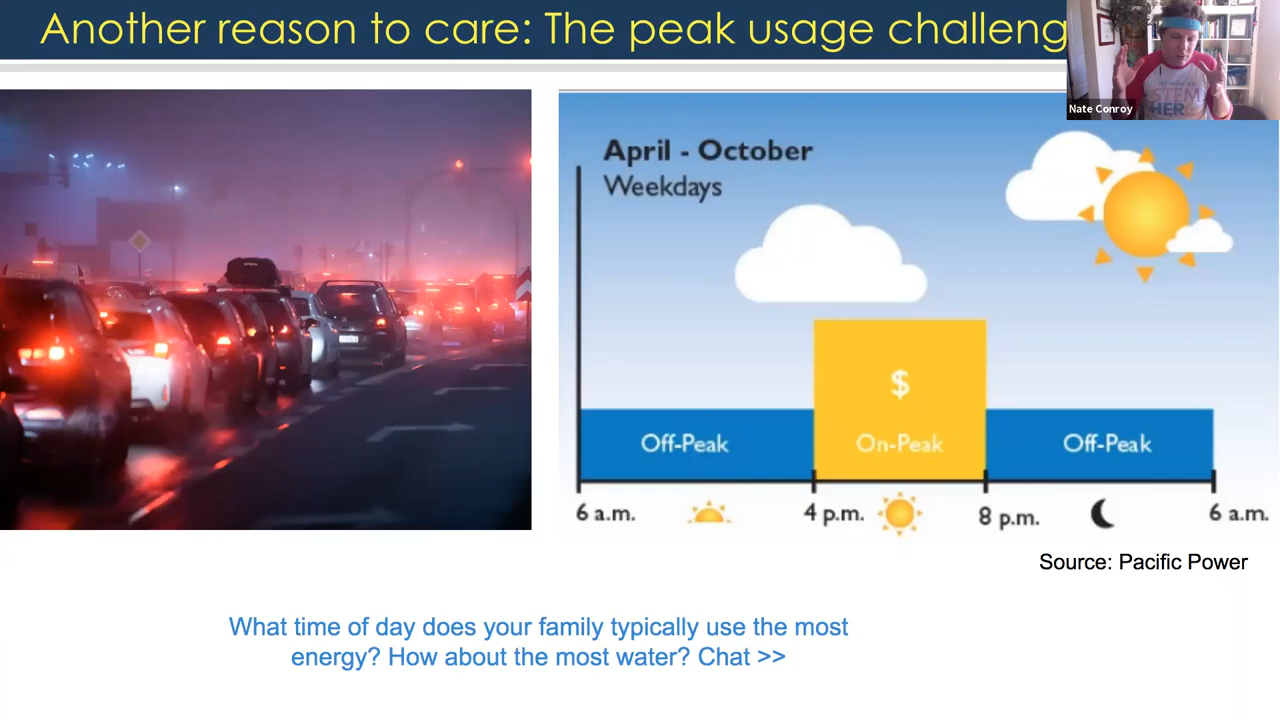 Another reason to care: The peak usage challeng
Nate Conroy
STEM
HERO
April - October
Weekdays
$
Off-Peak
On-Peak
Off-Peak
6 a.m.
4 p.m.
8 p.m.
6 a.m.
Source: Pacific Power
What time of day does your family typically use the most
energy? How about the most water? Chat >>